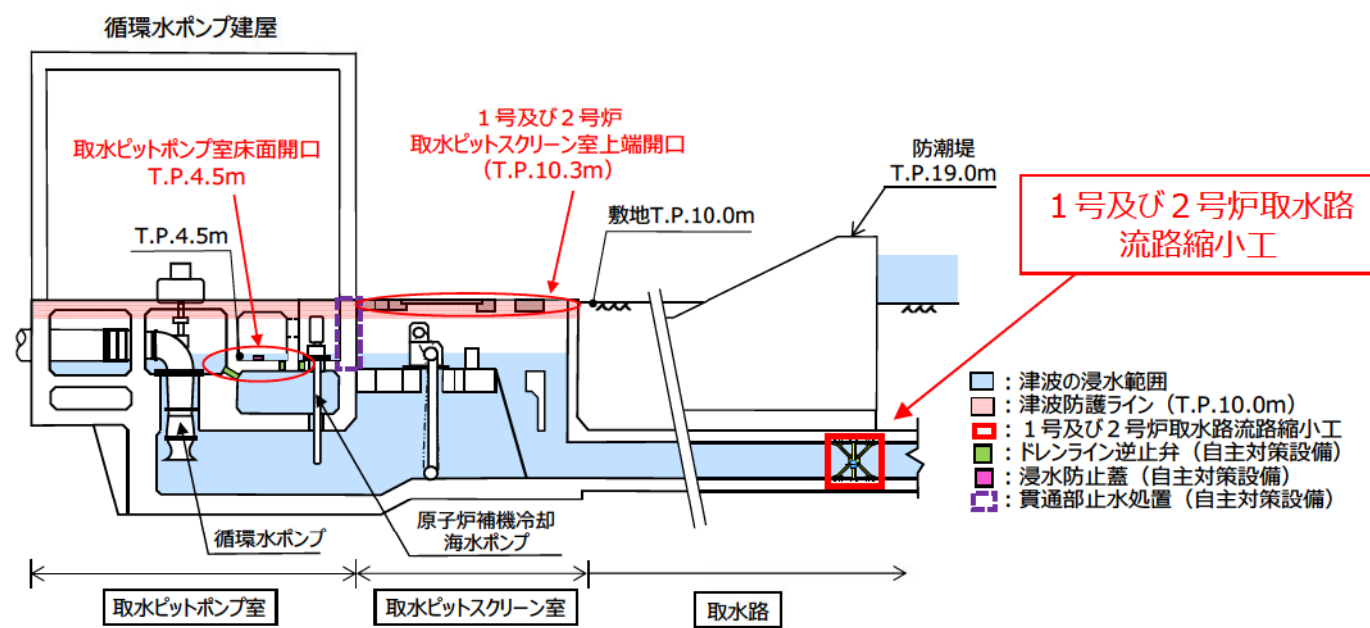 循環水ポンプ建屋
1号及び2号炉
取水ピットスクリーン室上端開口
(T.P.10.3m)
取水ピットポンプ室床面開口
T.P.4.5m
防潮堤
T.P.19.0m
1号及び2号炉取水路
流路縮小工
敷地T.P.10.0m
T.P.4.5m
:津波の浸水範囲
:津波防護ライン(T.P.10.0m)
:1号及び2号炉取水路流路縮小工
:ドレンライン逆止弁(自主対策設備)
:浸水防止蓋(自主対策設備)
:貫通部止水処置(自主対策設備)
循環水ポンプ
原子炉補機冷却
海水ポンプ
取水ピットポンプ室
取水ピットスクリーン室
取水路